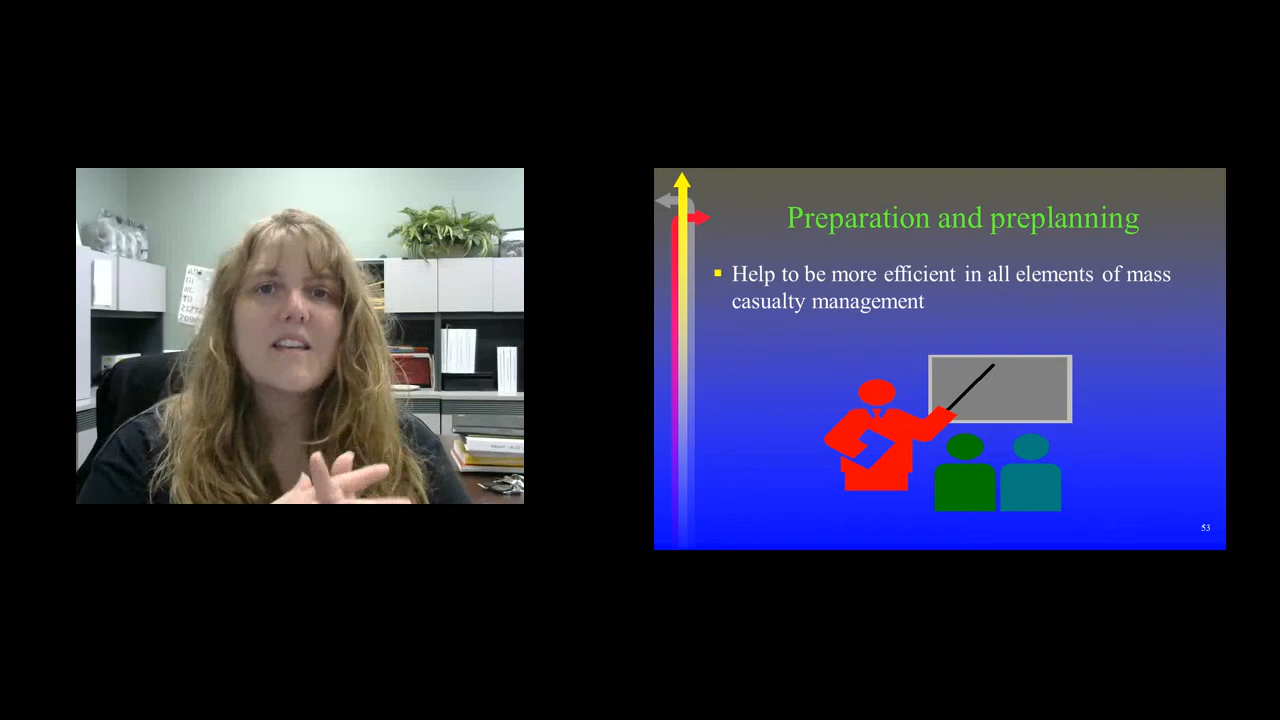 Preparation and preplanning
Help to be more efficient in all elements of mass
casualty management
53